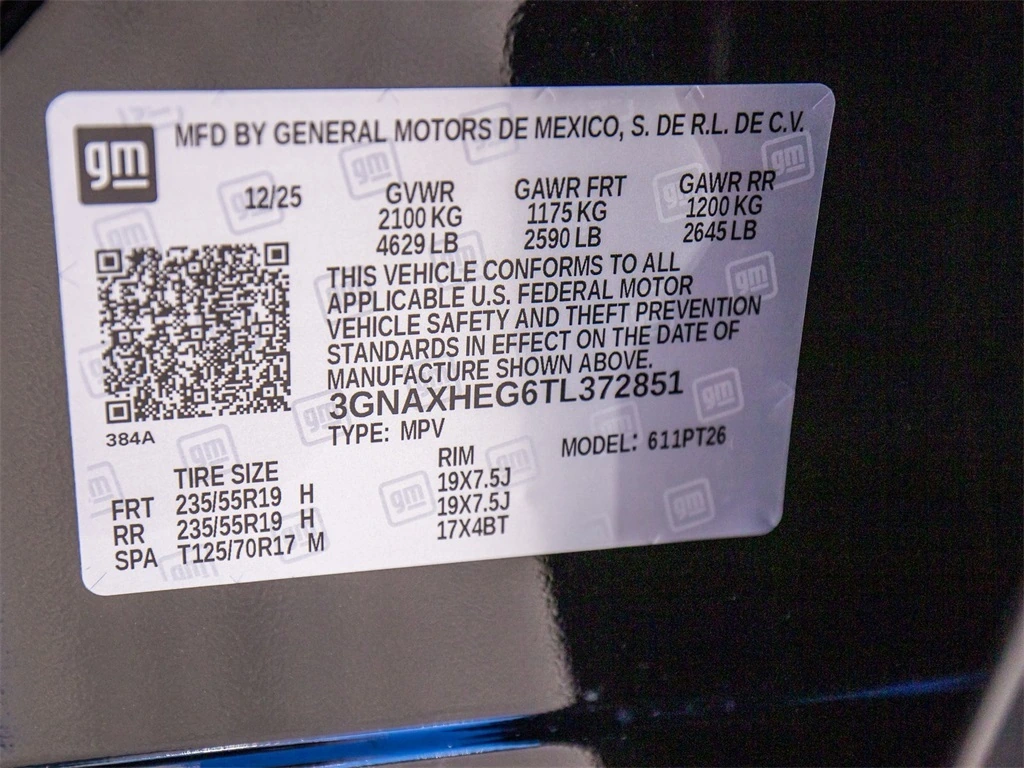 gm
MFD BY GENERAL MOTORS DE MEXICO, S. DE R.L. DE C.V.
12/25 GVWR GAWR FRT GAWR RR
2100 KG 1175 KG 1200 KG
4629 LB 2590 LB 2645 LB
THIS VEHICLE CONFORMS TO ALL
APPLICABLE U.S. FEDERAL MOTOR
VEHICLE SAFETY AND THEFT PREVENTION
STANDARDS IN EFFECT ON THE DATE OF
MANUFACTURE SHOWN ABOVE.
3GNAXHEG6TL372851
384A
TYPE: MPV MODEL: 611PT26
TIRE SIZE RIM
FRT 235/55R19 H 19X7.5J
RR 235/55R19 H 19X7.5J
SPA T125/70R17 M 17X4BT